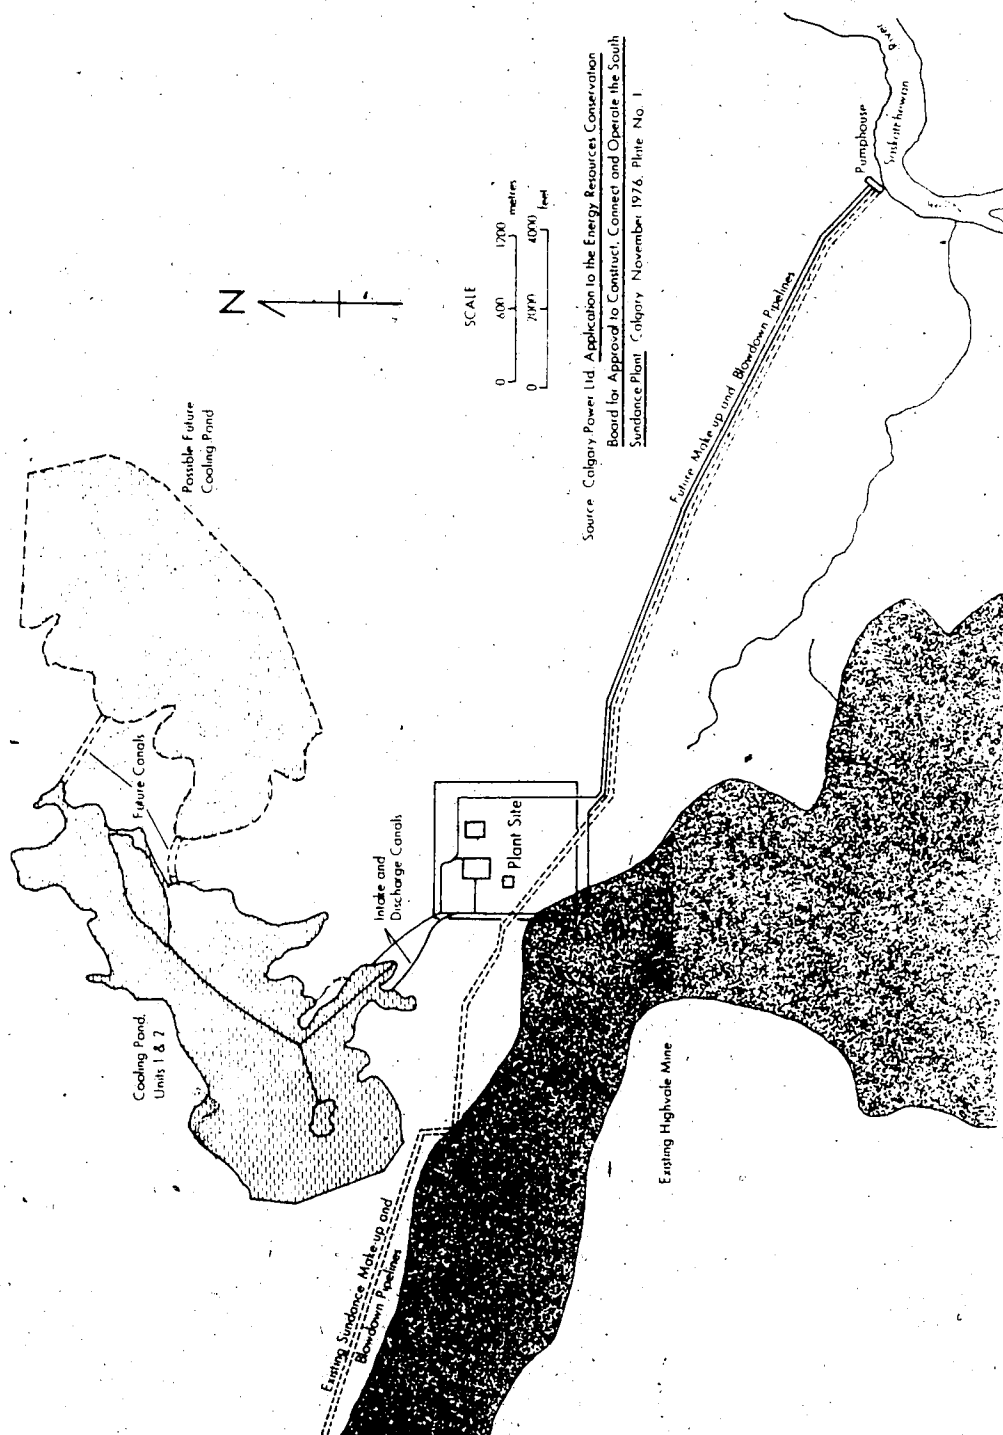 N
SCALE
0 600 1200 metres
0 2000 4000 feet
Source Calgary Power Ltd. Application to the Energy Resources Conservation
Board for Approval to Construct, Connect and Operate the South
Sundance Plant Calgary November 1976. Plate No. 1
Possible Future
Cooling Pond
Future Canals
Cooling Pond,
Units 1 & 2
Intake and
Discharge Canals
Plant Site
Existing Sundance Make-up and
Blowdown Pipelines
Future Make-up and Blowdown Pipelines
Pumphouse
Saskatchewan
River
Existing Highvale Mine